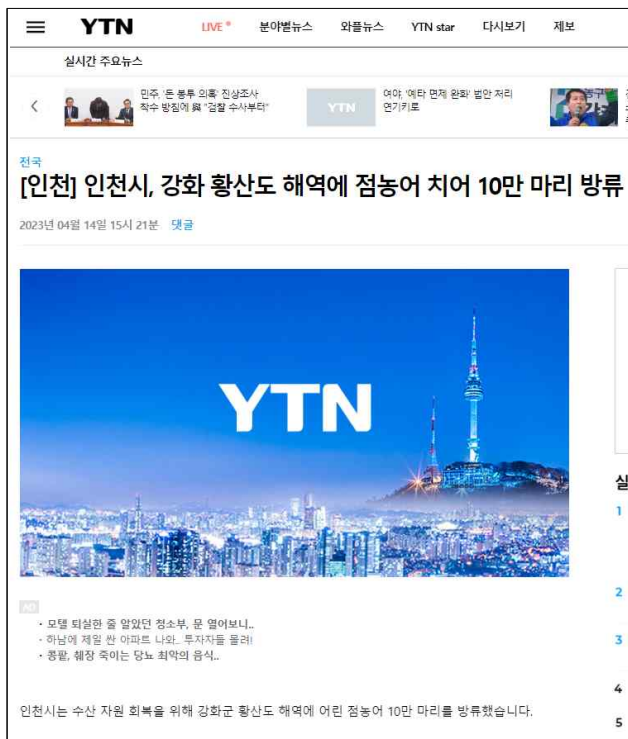 YTN
LIVE
분야별뉴스
와플뉴스
YTN star
다시보기
제보
실시간 주요뉴스
민주, '돈 봉투 의혹' 진상조사
착수 방침에 與 "검찰 수사부터"
YTN
여야, '예타 면제 완화' 법안 처리
연기키로
전국
[인천] 인천시, 강화 황산도 해역에 점농어 치어 10만 마리 방류
2023년 04월 14일 15시 21분 댓글
YTN
AD
· 모텔 퇴실한 줄 알았던 청소부, 문 열어보니..
· 하남에 제일 싼 아파트 나와.. 투자자들 몰려!
· 콩팥, 췌장 죽이는 당뇨 최악의 음식..
인천시는 수산 자원 회복을 위해 강화군 황산도 해역에 어린 점농어 10만 마리를 방류했습니다.
실
1
2
3
4
5